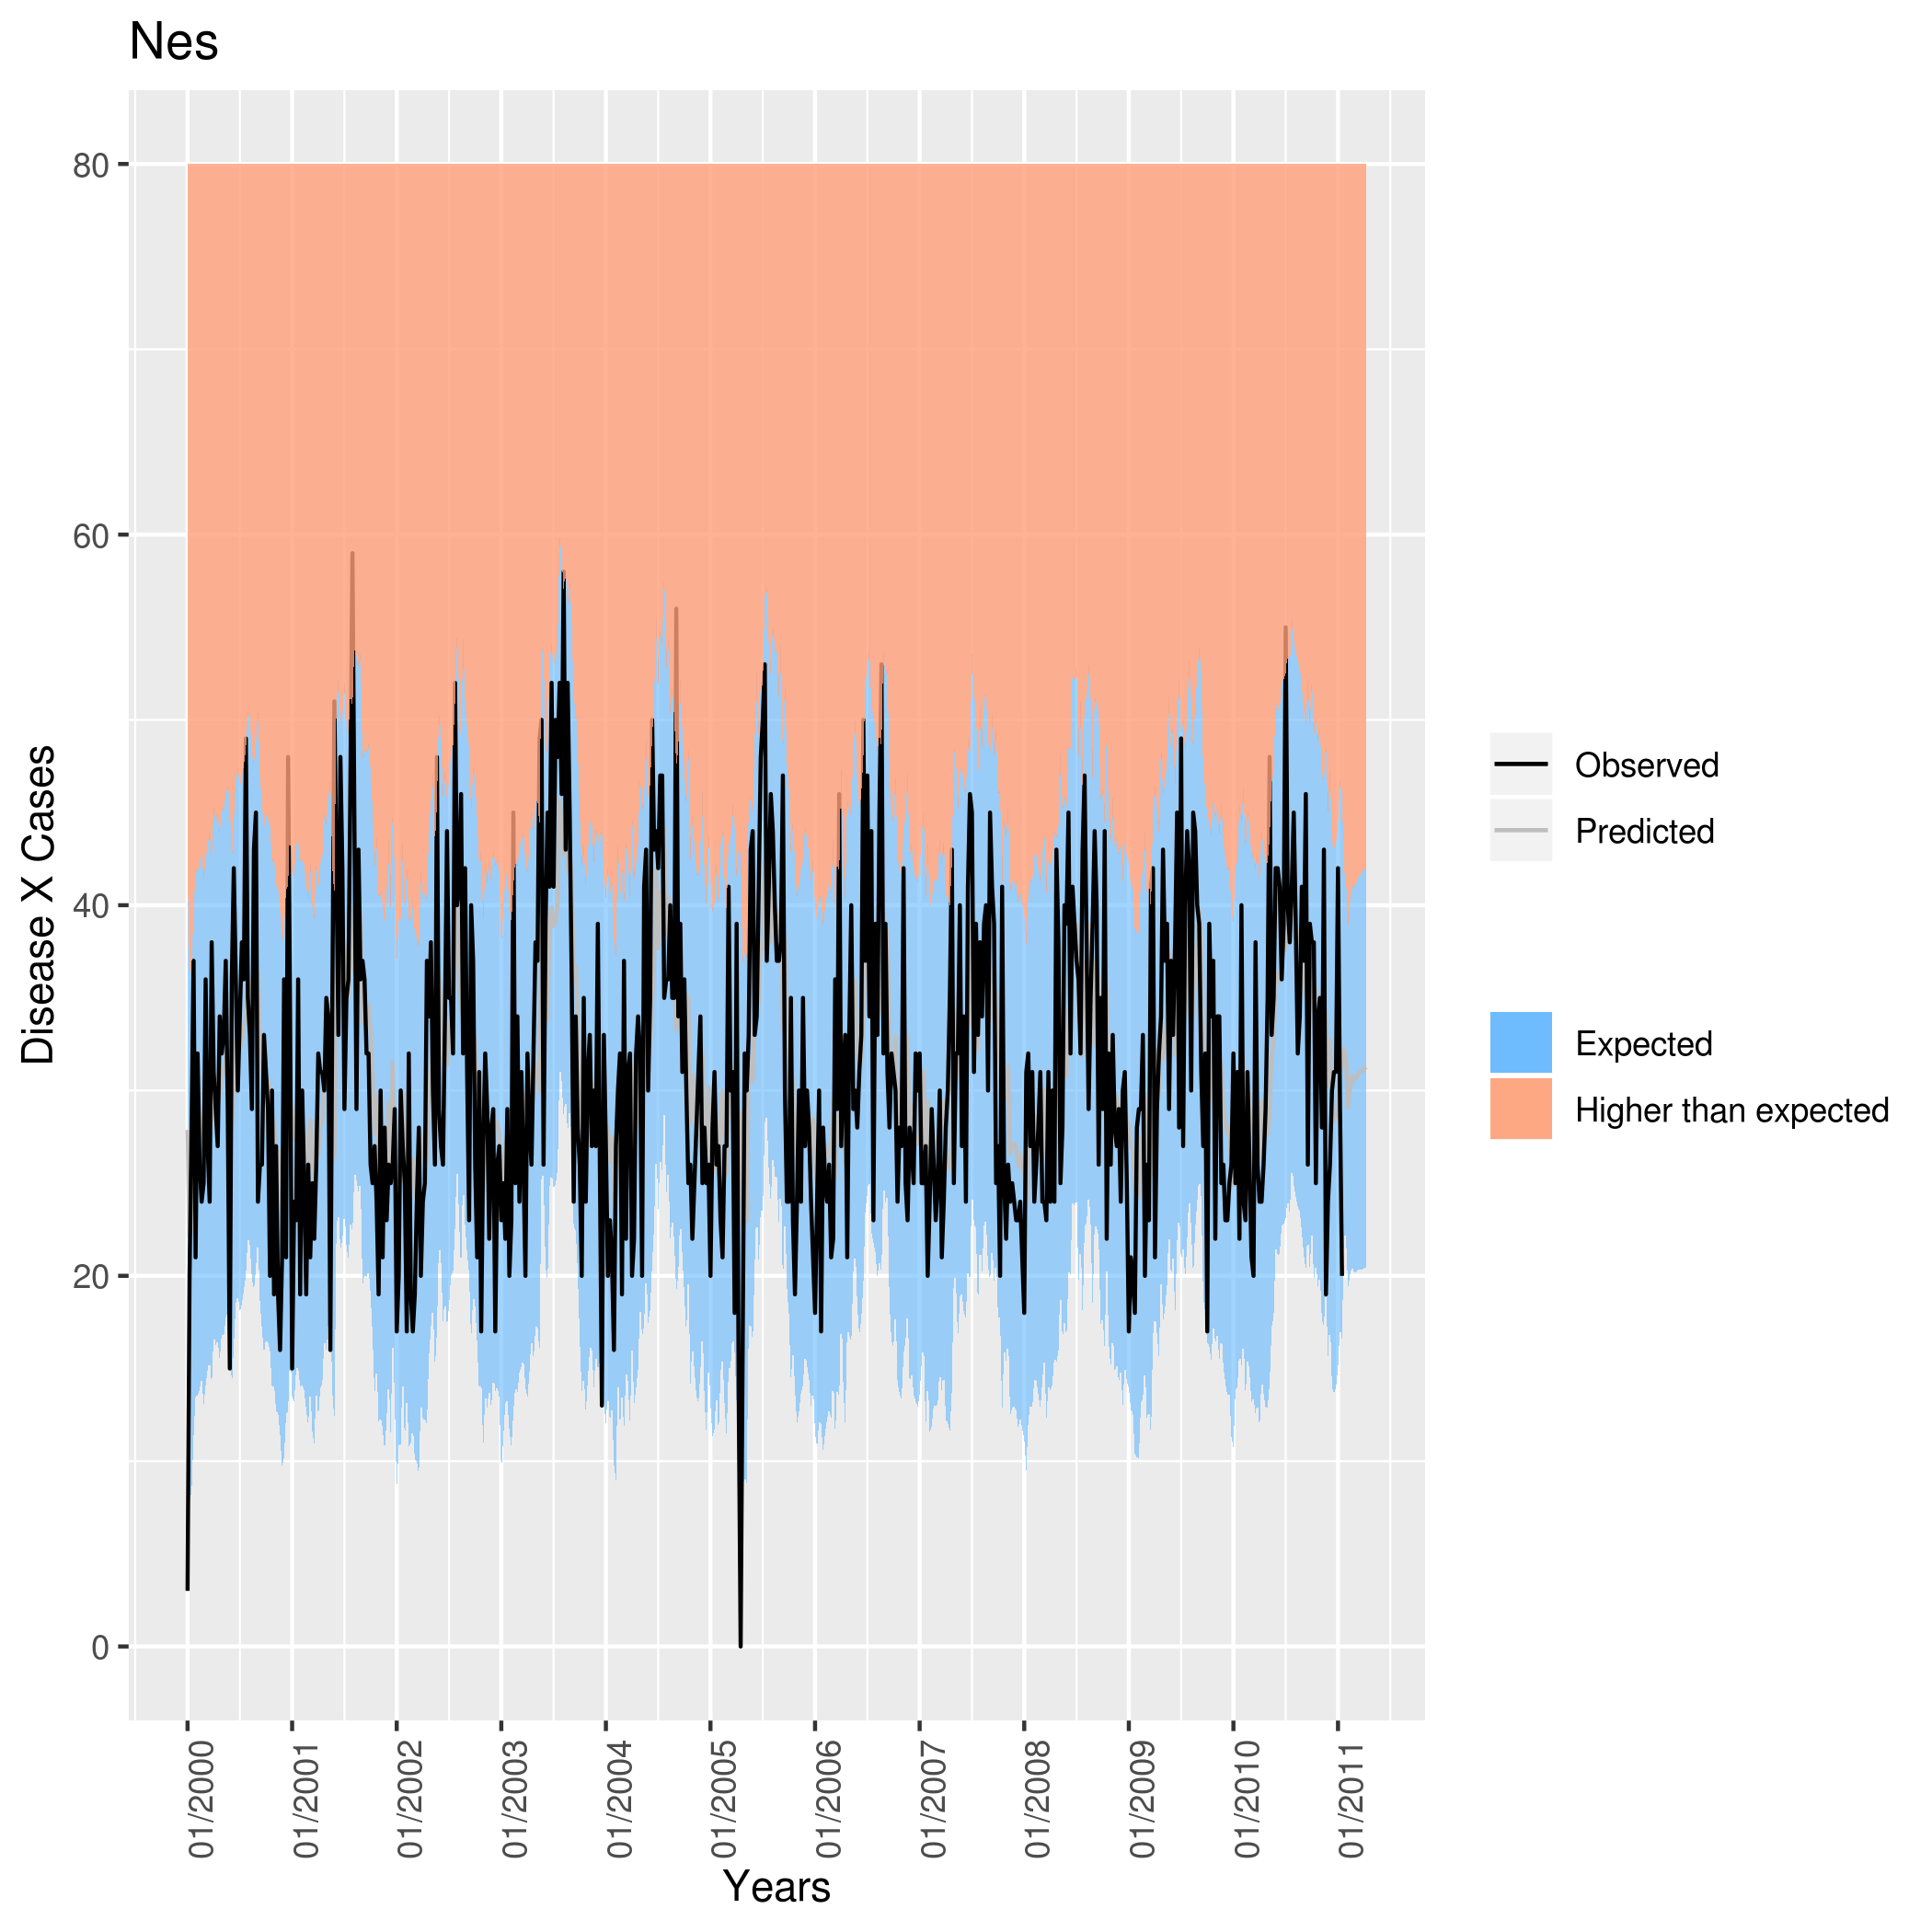 Nes
80
60
40
20
0
Disease X Cases
01/2000
01/2001
01/2002
01/2003
01/2004
01/2005
01/2006
01/2007
01/2008
01/2009
01/2010
01/2011
Years
Observed
Predicted
Expected
Higher than expected